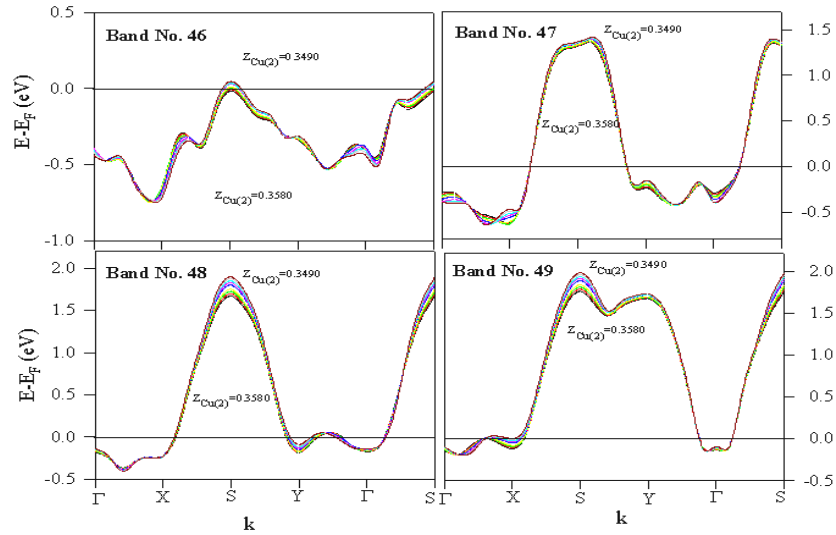 0.5
0.0
-0.5
-1.0
E-E_F (eV)
Band No. 46
Z_Cu(2)=0.3490
Z_Cu(2)=0.3580
Band No. 47
Z_Cu(2)=0.3490
Z_Cu(2)=0.3580
1.5
1.0
0.5
0.0
-0.5
2.0
1.5
1.0
0.5
0.0
-0.5
E-E_F (eV)
Band No. 48
Z_Cu(2)=0.3490
Z_Cu(2)=0.3580
Γ X S Y Γ S
k
Band No. 49
Z_Cu(2)=0.3490
Z_Cu(2)=0.3580
2.0
1.5
1.0
0.5
0.0
-0.5
Γ X S Y Γ S
k